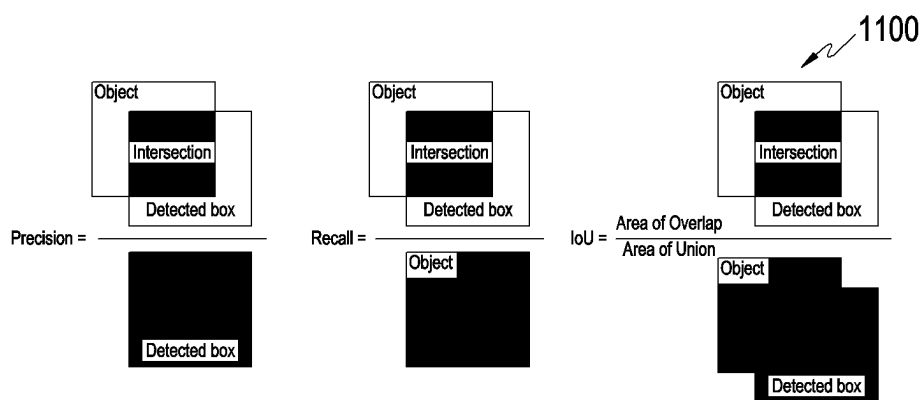 1100
Object
Intersection
Detected box
Precision =
Detected box
Object
Intersection
Detected box
Recall =
Object
Object
Intersection
Detected box
IoU =
Area of Overlap
Area of Union
Object
Detected box